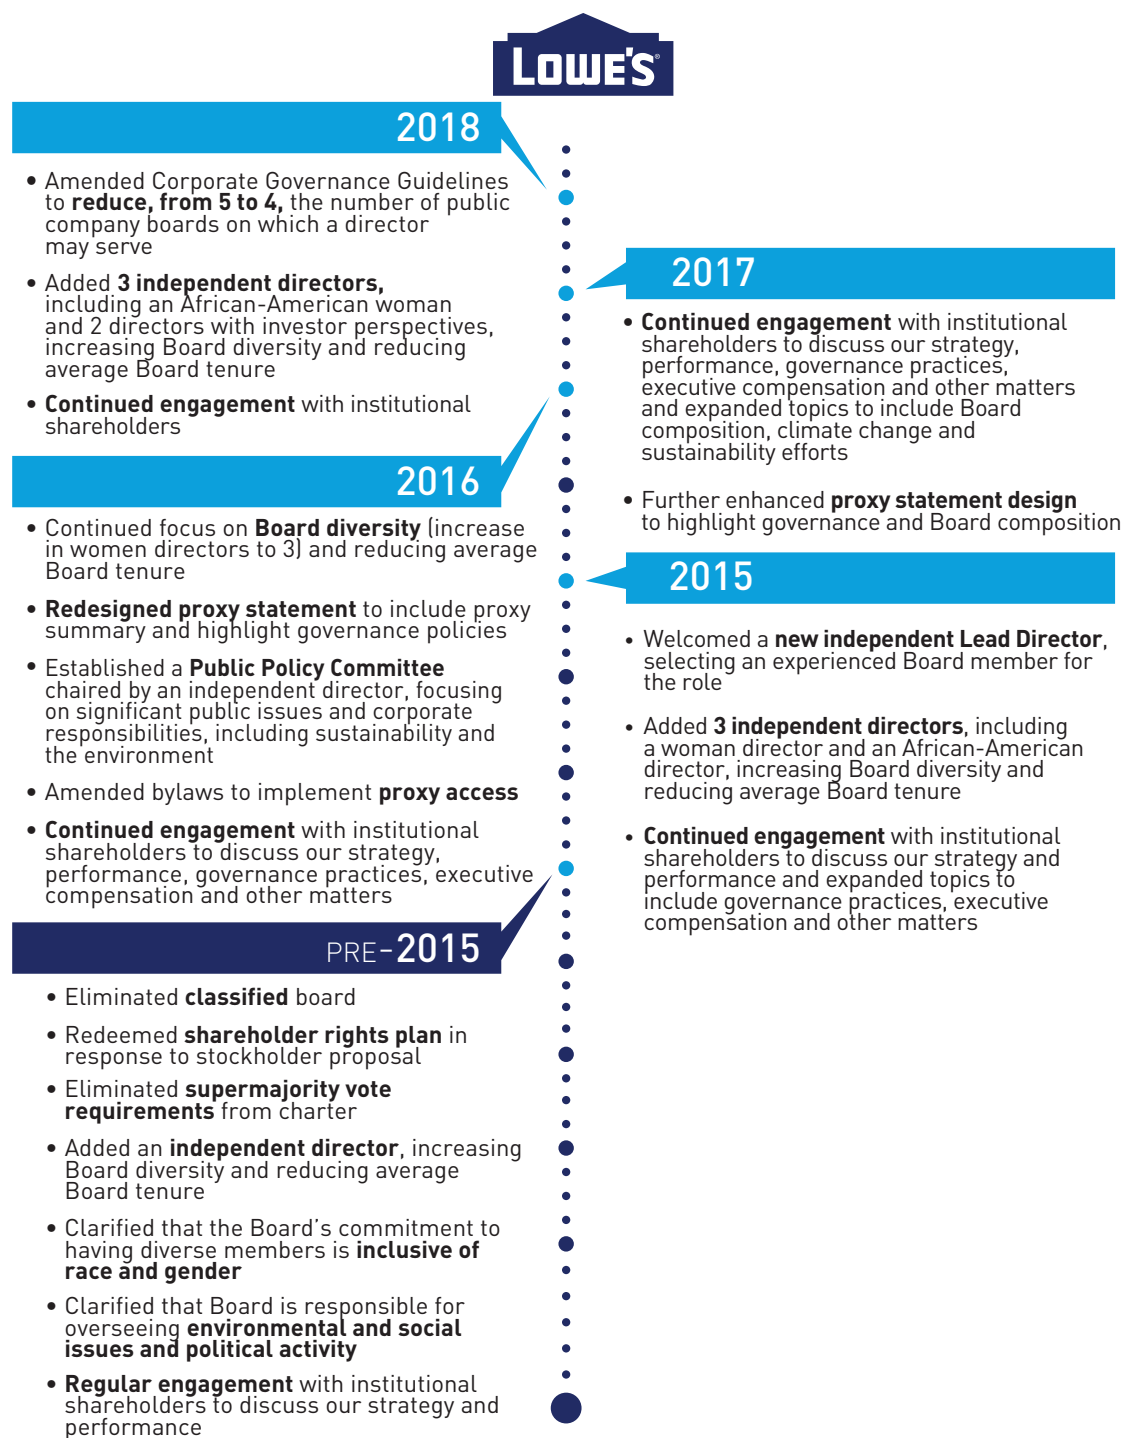 LOWE'S®
2018
• Amended Corporate Governance Guidelines
to reduce, from 5 to 4, the number of public
company boards on which a director
may serve
• Added 3 independent directors,
including an African-American woman
and 2 directors with investor perspectives,
increasing Board diversity and reducing
average Board tenure
• Continued engagement with institutional
shareholders
2017
• Continued engagement with institutional
shareholders to discuss our strategy,
performance, governance practices,
executive compensation and other matters
and expanded topics to include Board
composition, climate change and
sustainability efforts
• Further enhanced proxy statement design
to highlight governance and Board composition
2016
• Continued focus on Board diversity (increase
in women directors to 3) and reducing average
Board tenure
• Redesigned proxy statement to include proxy
summary and highlight governance policies
• Established a Public Policy Committee
chaired by an independent director, focusing
on significant public issues and corporate
responsibilities, including sustainability and
the environment
• Amended bylaws to implement proxy access
• Continued engagement with institutional
shareholders to discuss our strategy,
performance, governance practices, executive
compensation and other matters
2015
• Welcomed a new independent Lead Director,
selecting an experienced Board member for
the role
• Added 3 independent directors, including
a woman director and an African-American
director, increasing Board diversity and
reducing average Board tenure
• Continued engagement with institutional
shareholders to discuss our strategy and
performance and expanded topics to
include governance practices, executive
compensation and other matters
PRE-2015
• Eliminated classified board
• Redeemed shareholder rights plan in
response to stockholder proposal
• Eliminated supermajority vote
requirements from charter
• Added an independent director, increasing
Board diversity and reducing average
Board tenure
• Clarified that the Board's commitment to
having diverse members is inclusive of
race and gender
• Clarified that Board is responsible for
overseeing environmental and social
issues and political activity
• Regular engagement with institutional
shareholders to discuss our strategy and
performance